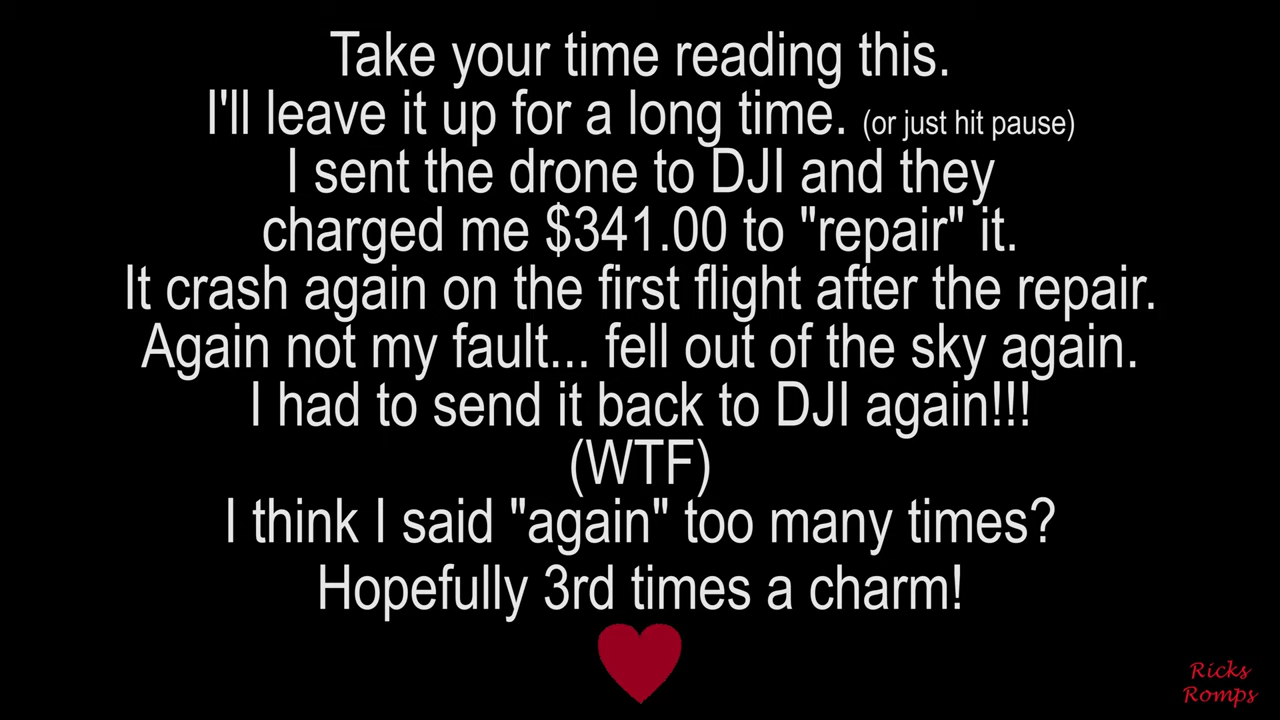 Take your time reading this.
I'll leave it up for a long time. (or just hit pause)
I sent the drone to DJI and they
charged me $341.00 to "repair" it.
It crash again on the first flight after the repair.
Again not my fault... fell out of the sky again.
I had to send it back to DJI again!!!
(WTF)
I think I said "again" too many times?
Hopefully 3rd times a charm!
Ricks
Romps